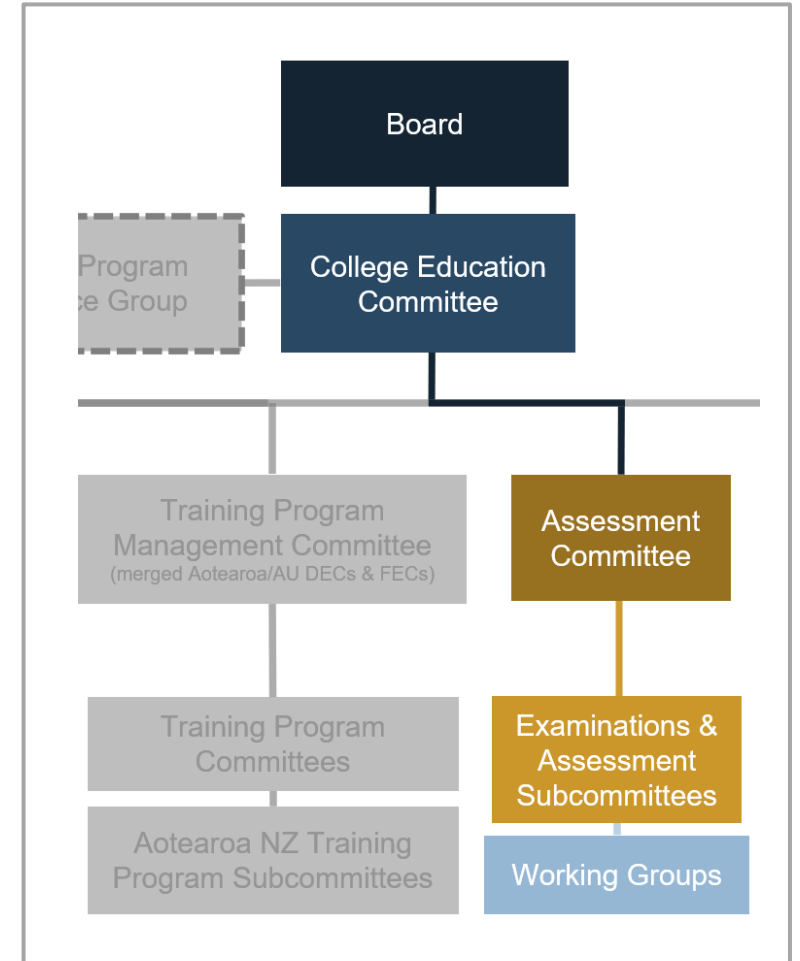 Board
College Education
Committee
Program
Group
Training Program
Management Committee
(merged Aotearoa/AU DECs & FECs)
Assessment
Committee
Training Program
Committees
Examinations &
Assessment
Subcommittees
Aotearoa NZ Training
Program Subcommittees
Working Groups